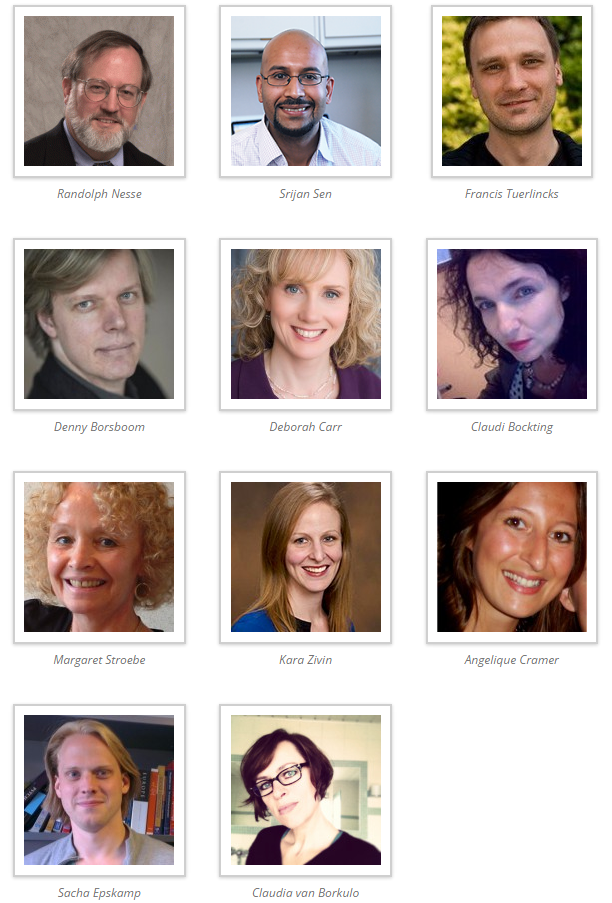 Randolph Nesse
Srijan Sen
Francis Tuerlincks
Denny Borsboom
Deborah Carr
Claudi Bockting
Margaret Stroebe
Kara Zivin
Angelique Cramer
Sacha Epskamp
Claudia van Borkulo